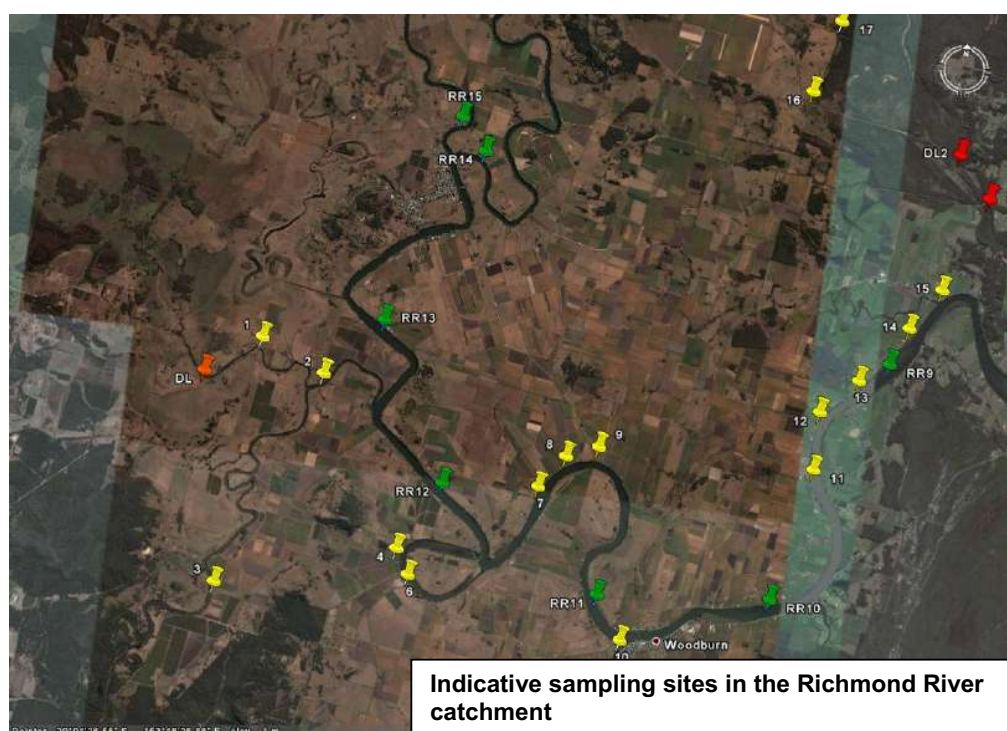 17
16
RR15
RR14
DL2
15
14
RR13
1
2
DL
RR9
13
12
8
9
11
7
RR12
4
6
3
RR11
RR10
10
Woodburn
Indicative sampling sites in the Richmond River
catchment